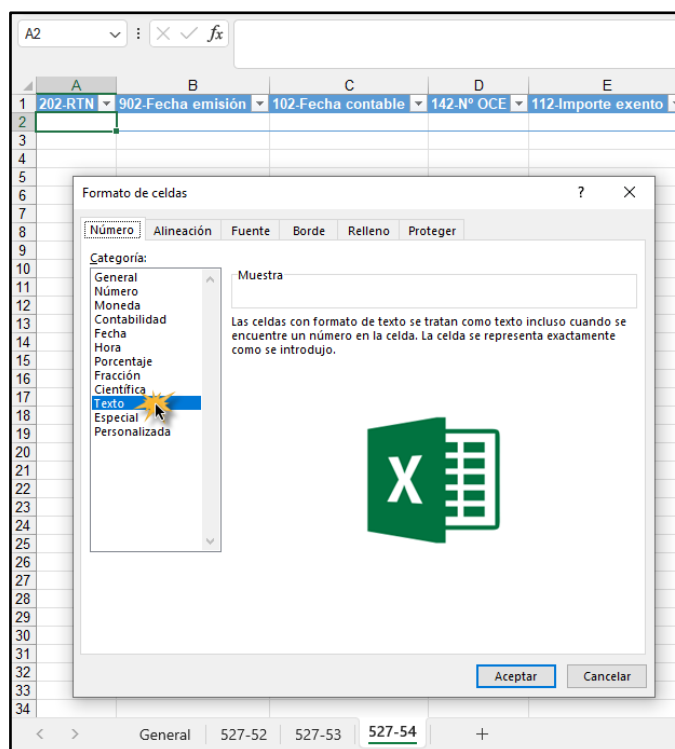 A2
fx
A B C D E
1 202-RTN 902-Fecha emisión 102-Fecha contable 142-Nº OCE 112-Importe exento
2
3
4
5
6
7
8
9
10
11
12
13
14
15
16
17
18
19
20
21
22
23
24
25
26
27
28
29
30
31
32
33
34
Formato de celdas ? ×
Número Alineación Fuente Borde Relleno Proteger
Categoría:
General
Número
Moneda
Contabilidad
Fecha
Hora
Porcentaje
Fracción
Científica
Texto
Especial
Personalizada
Muestra
Las celdas con formato de texto se tratan como texto incluso cuando se
encuentre un número en la celda. La celda se representa exactamente
como se introdujo.
X
Aceptar Cancelar
General 527-52 527-53 527-54 +